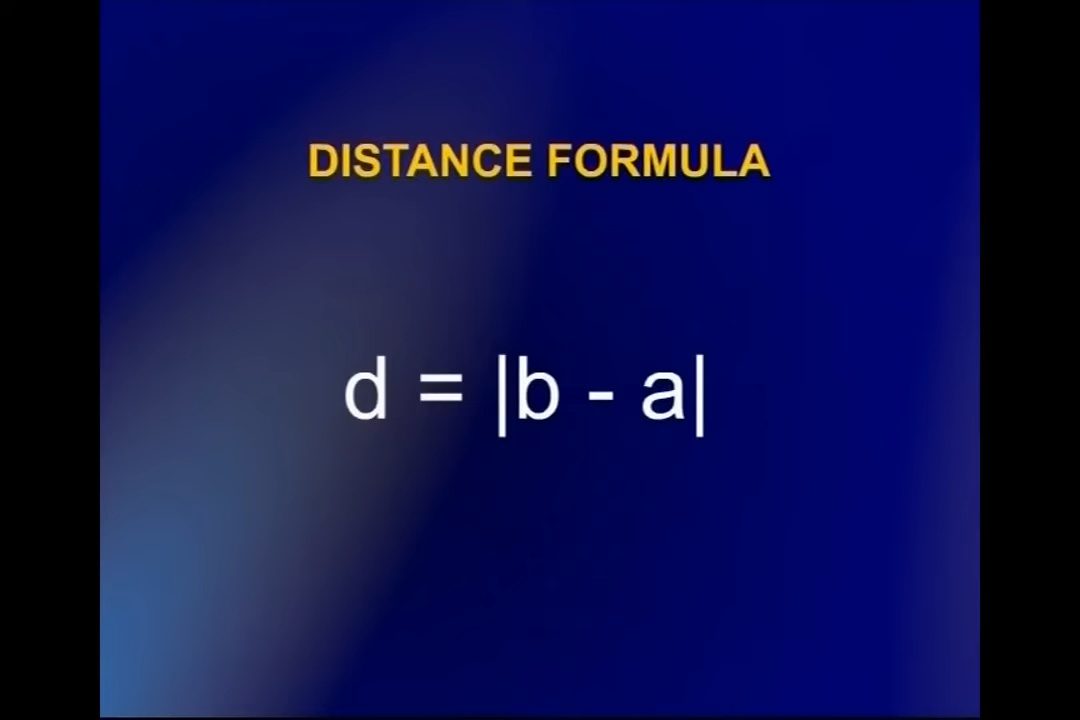 DISTANCE FORMULA
d = |b - a|